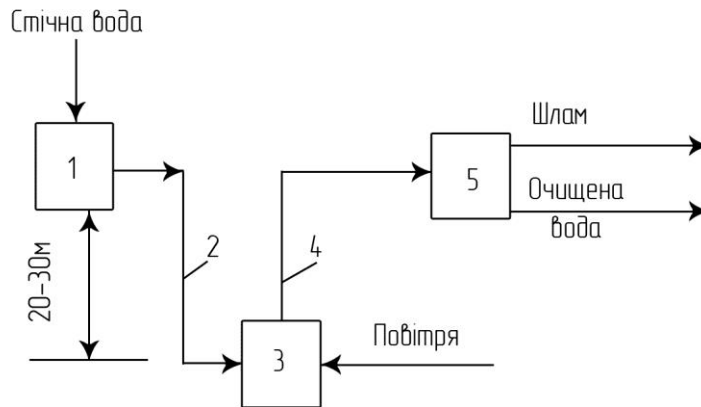 Стічна вода
1
20-30м
2
3
4
Повітря
5
Шлам
Очищена
вода